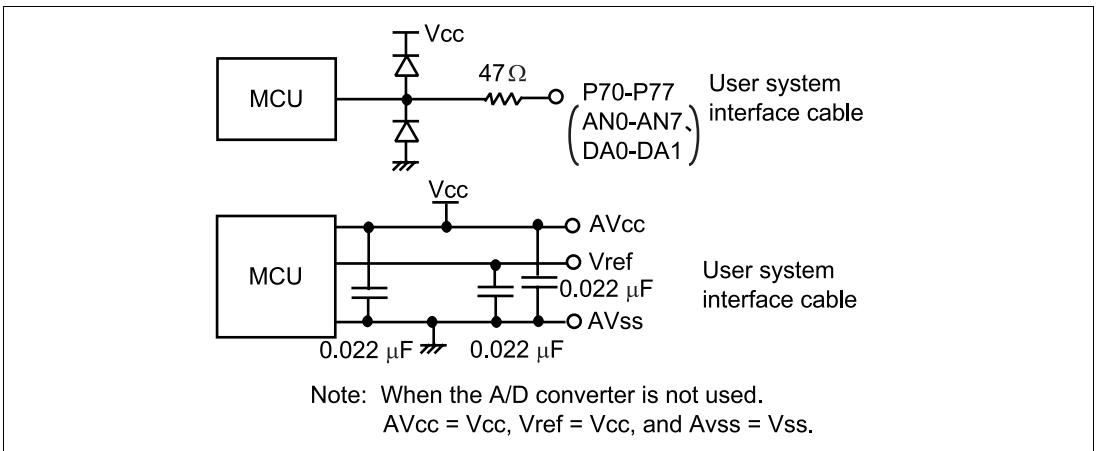 Vcc
MCU
47Ω
P70-P77
(AN0-AN7、
DA0-DA1)
User system
interface cable
Vcc
MCU
AVcc
Vref
0.022 μF
AVss
0.022 μF
0.022 μF
User system
interface cable
Note: When the A/D converter is not used.
AVcc = Vcc, Vref = Vcc, and Avss = Vss.